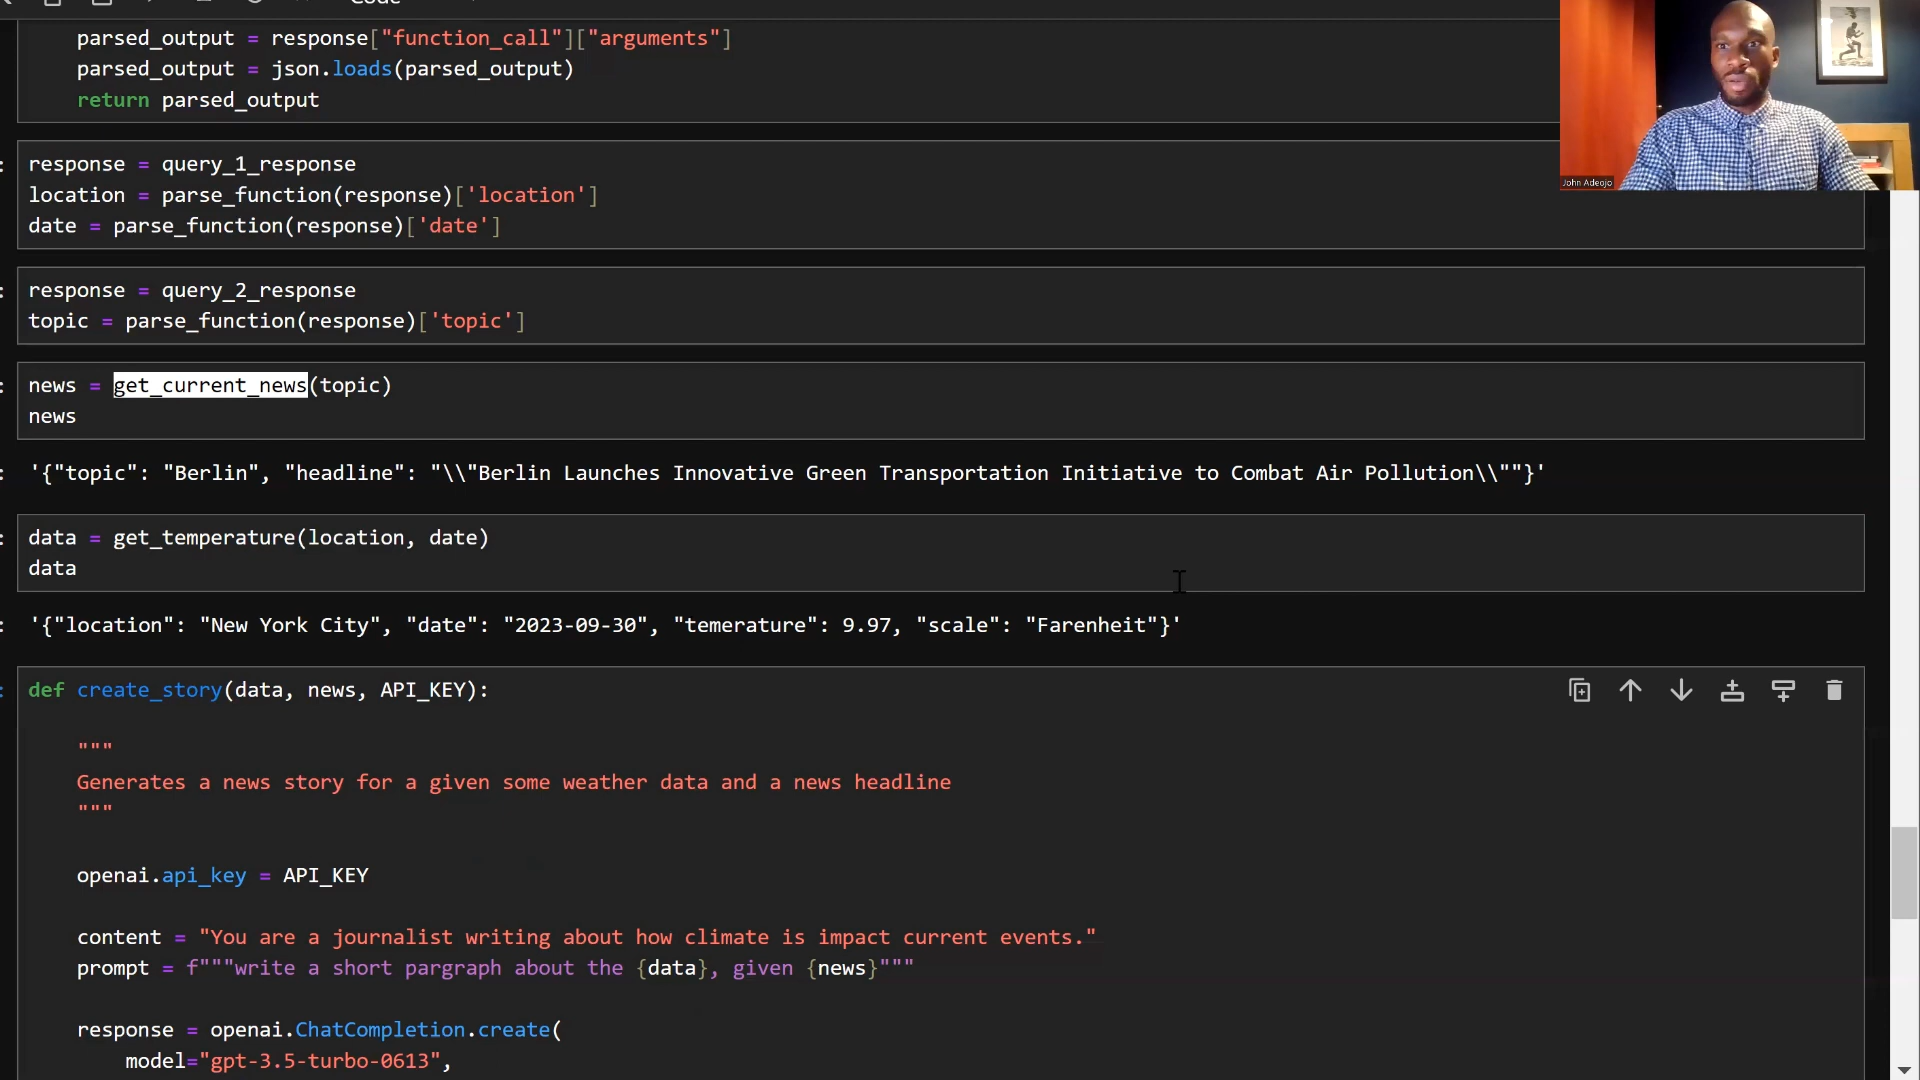 Code
parsed_output = response["function_call"]["arguments"]
parsed_output = json.loads(parsed_output)
return parsed_output
John Adeojo
: response = query_1_response
location = parse_function(response)['location']
date = parse_function(response)['date']
: response = query_2_response
topic = parse_function(response)['topic']
: news = get_current_news(topic)
news
: '{"topic": "Berlin", "headline": "\\"Berlin Launches Innovative Green Transportation Initiative to Combat Air Pollution\\""}'
: data = get_temperature(location, date)
data
: '{"location": "New York City", "date": "2023-09-30", "temerature": 9.97, "scale": "Farenheit"}'
: def create_story(data, news, API_KEY):
"""
Generates a news story for a given some weather data and a news headline
"""
openai.api_key = API_KEY
content = "You are a journalist writing about how climate is impact current events."
prompt = f"""write a short pargraph about the {data}, given {news}"""
response = openai.ChatCompletion.create(
model="gpt-3.5-turbo-0613",